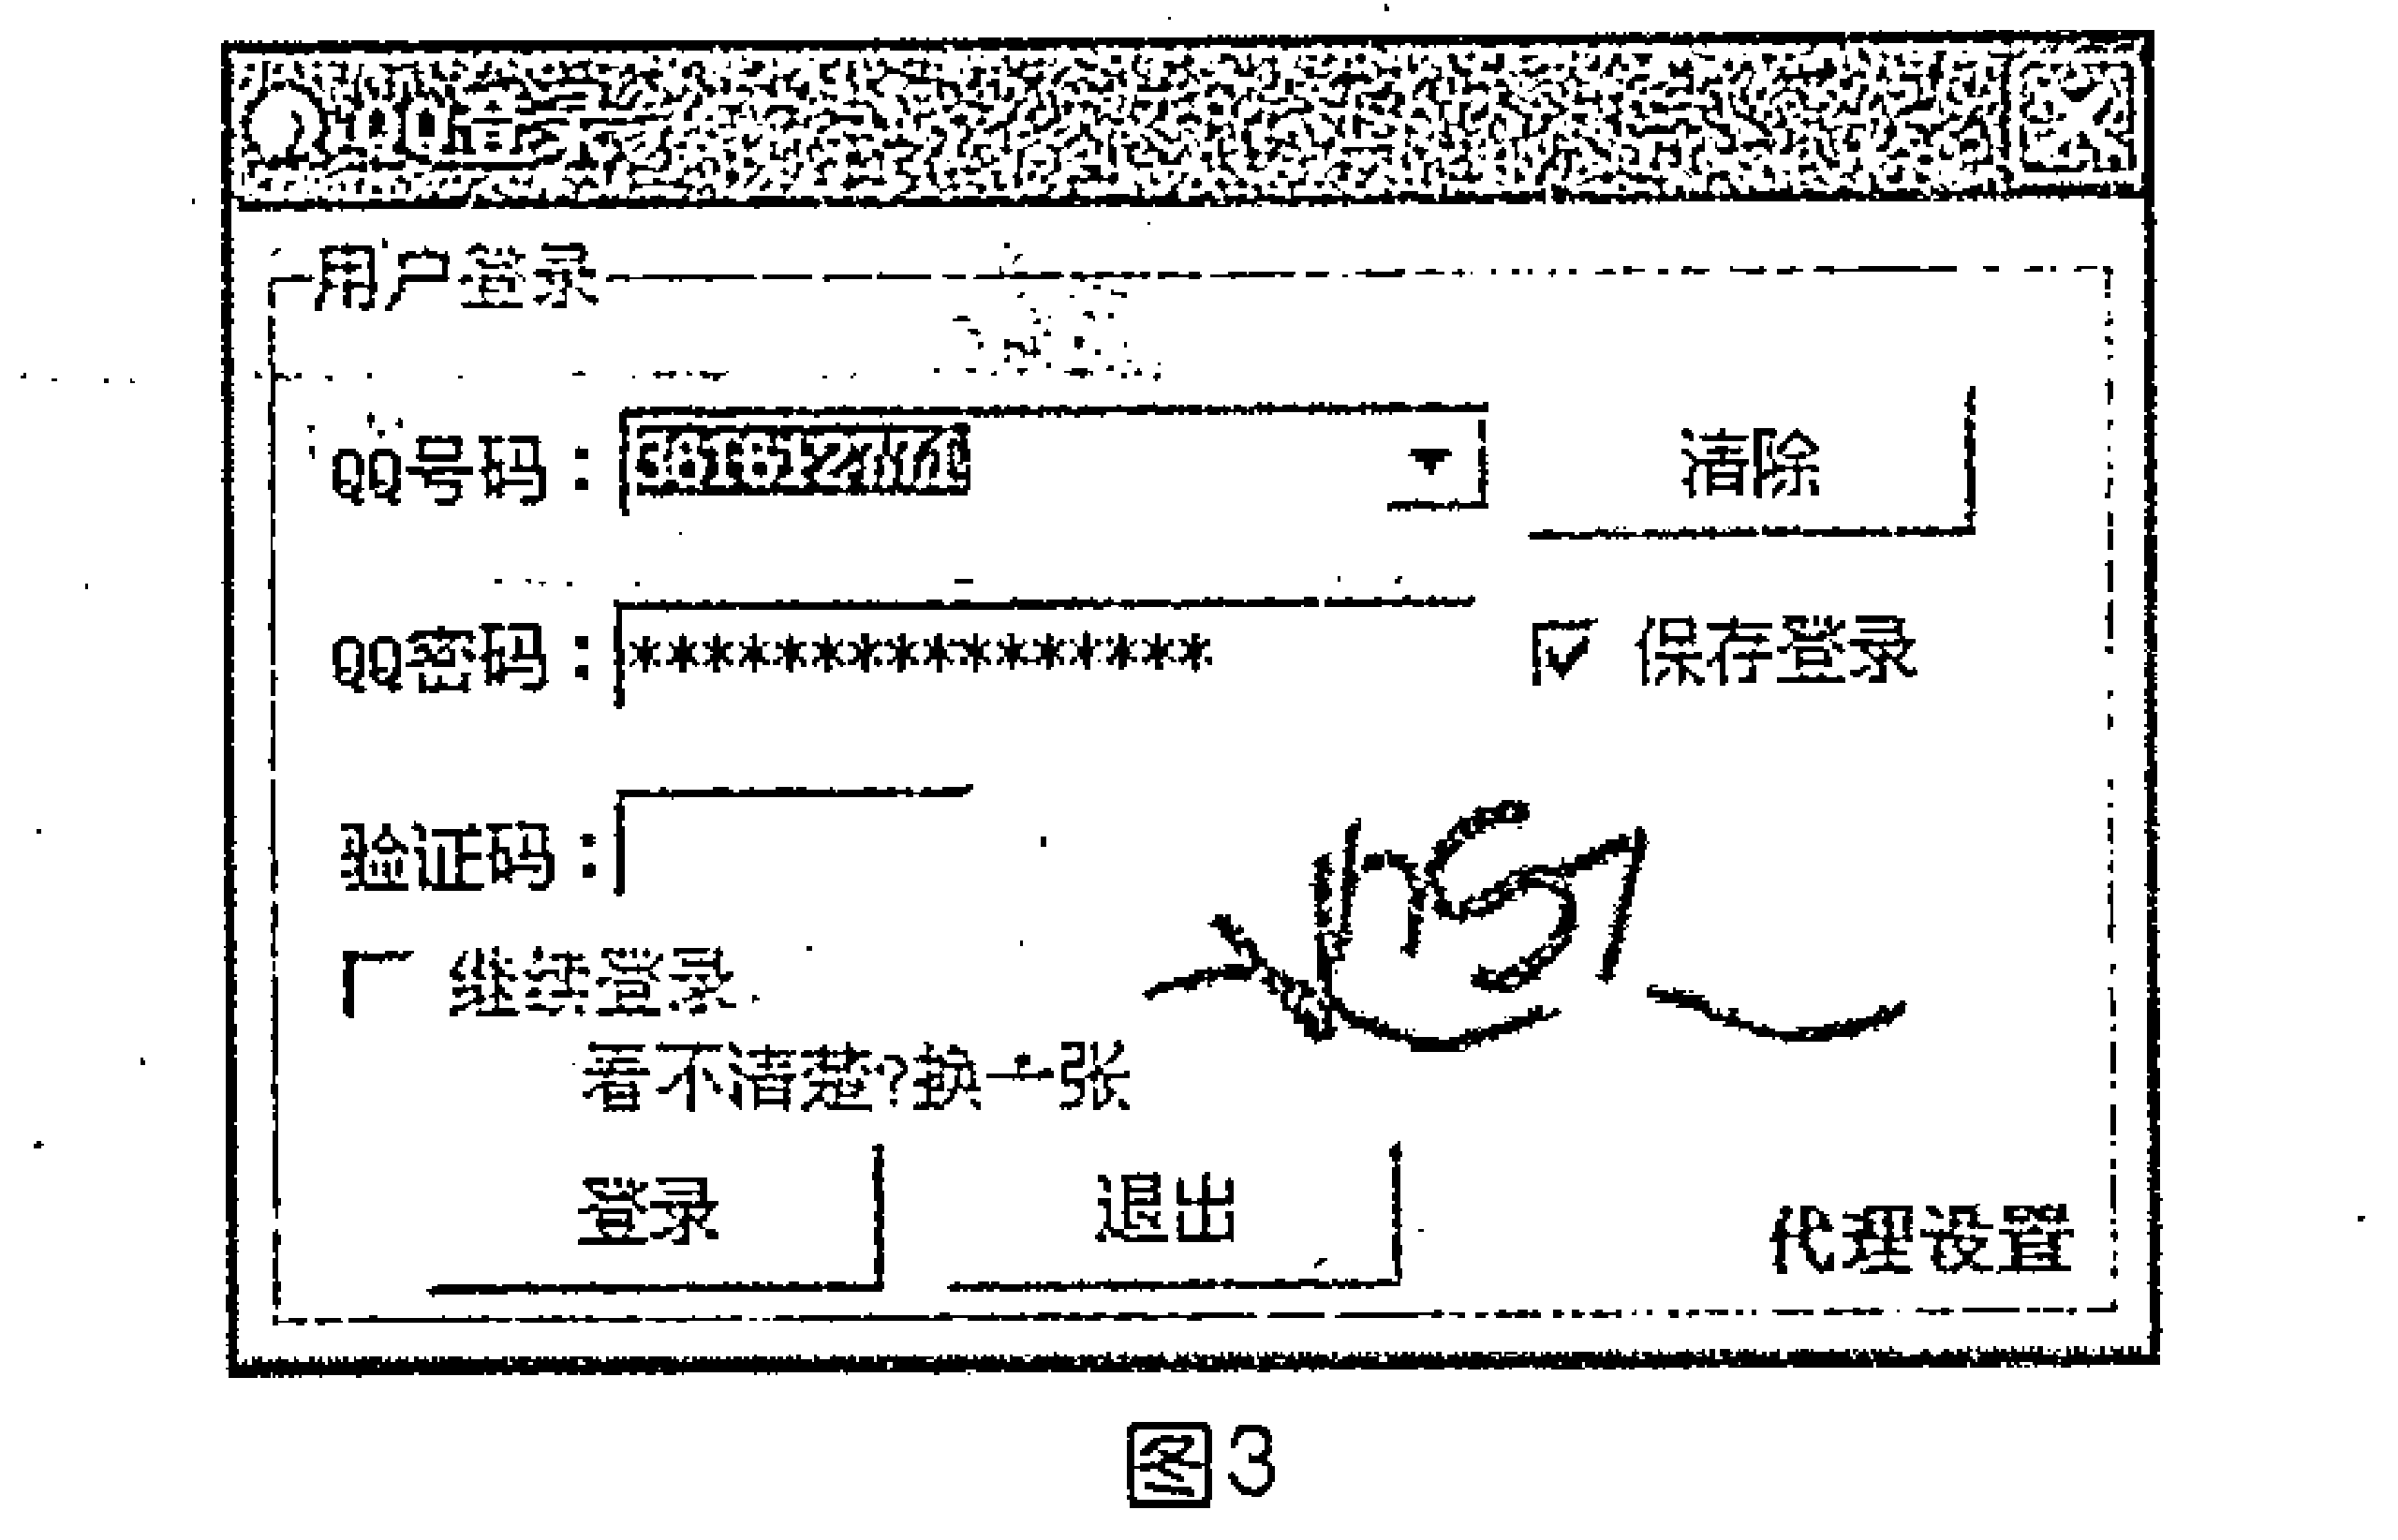 QQ音乐
用户登录
QQ号码：
清除
QQ密码：*****************
保存登录
验证码：
继续登录
看不清楚?换一张
登录 退出 代理设置
图3